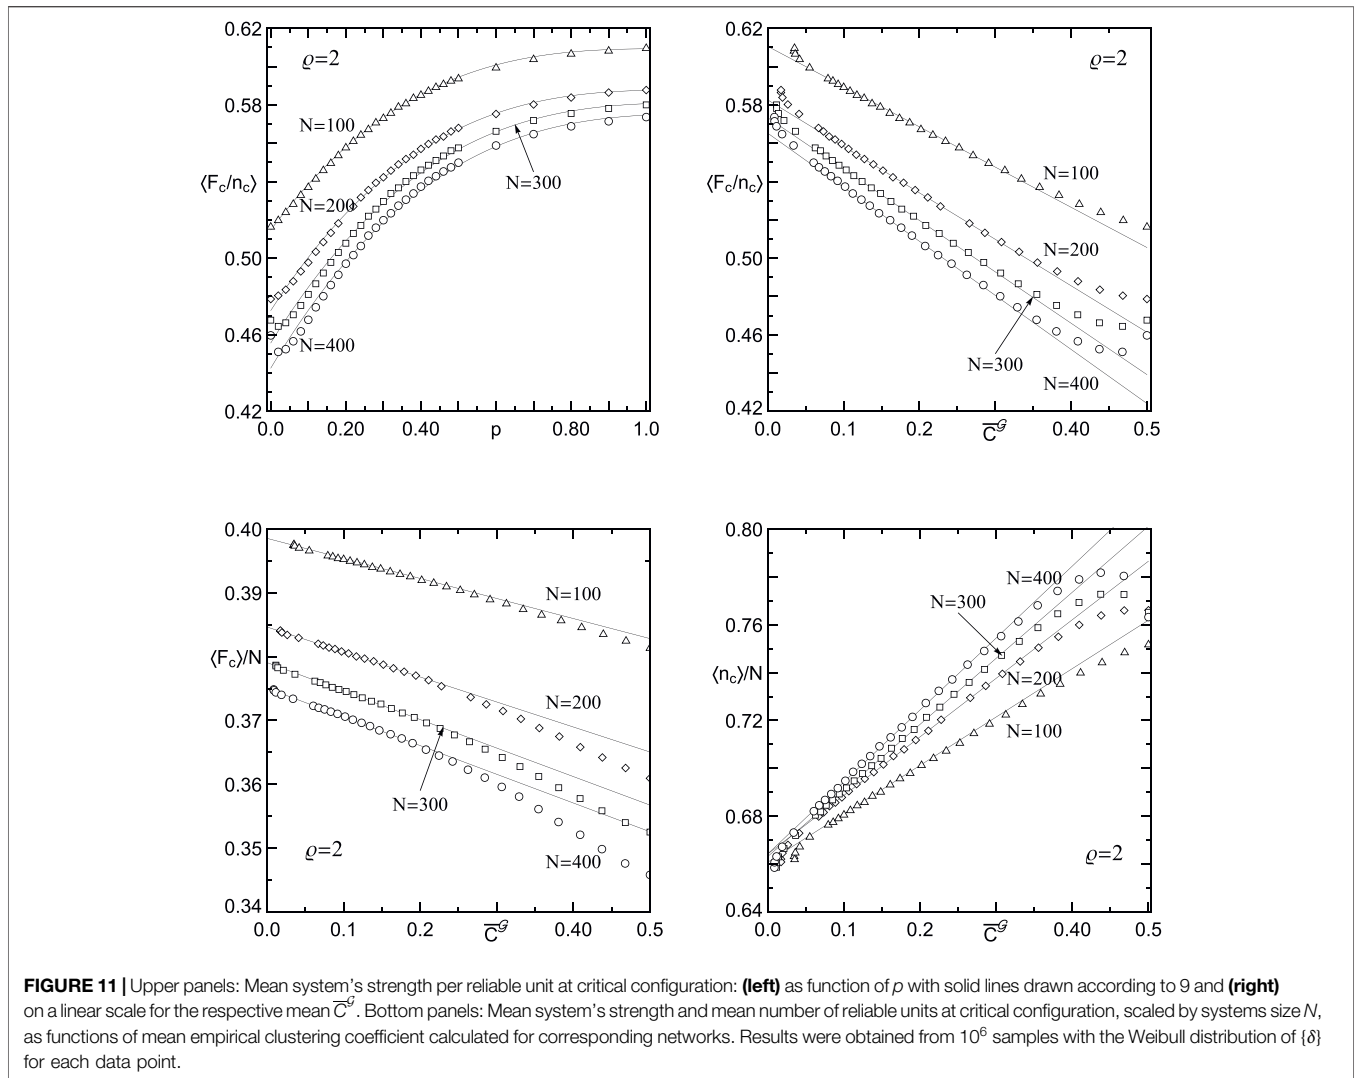 0.62
0.58
⟨F_c/n_c⟩
0.50
0.46
0.42
ϱ=2
N=100
N=200
N=300
N=400
0.0 0.20 p 0.80 1.0
0.62
0.58
⟨F_c/n_c⟩
0.50
0.46
0.42
ϱ=2
N=100
N=200
N=300
N=400
0.0 0.1 0.2 0.3 C̅^𝒢 0.40 0.5
0.40
0.39
⟨F_c⟩/N
0.37
0.36
0.35
0.34
N=100
N=200
N=300
ϱ=2
N=400
0.0 0.1 0.2 C̅^𝒢 0.40 0.5
0.80
0.76
⟨n_c⟩/N
0.72
0.68
0.64
N=400
N=300
N=200
N=100
ϱ=2
0.0 0.1 0.2 C̅^𝒢 0.40 0.5
FIGURE 11 | Upper panels: Mean system’s strength per reliable unit at critical configuration: (left) as function of p with solid lines drawn according to 9 and (right)
on a linear scale for the respective mean C̅^𝒢. Bottom panels: Mean system’s strength and mean number of reliable units at critical configuration, scaled by systems size N,
as functions of mean empirical clustering coefficient calculated for corresponding networks. Results were obtained from 10⁶ samples with the Weibull distribution of {δ}
for each data point.